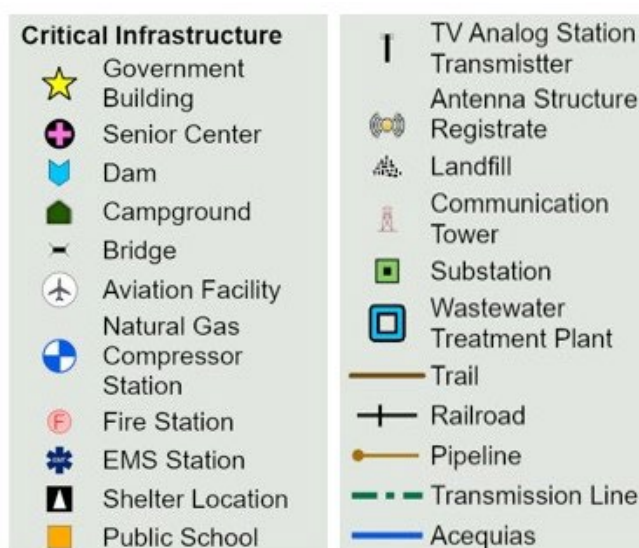 Critical Infrastructure
Government
Building
Senior Center
Dam
Campground
Bridge
Aviation Facility
Natural Gas
Compressor
Station
F
Fire Station
EMS Station
Shelter Location
Public School
TV Analog Station
Transmistter
Antenna Structure
Registrate
Landfill
Communication
Tower
Substation
Wastewater
Treatment Plant
Trail
Railroad
Pipeline
Transmission Line
Acequias